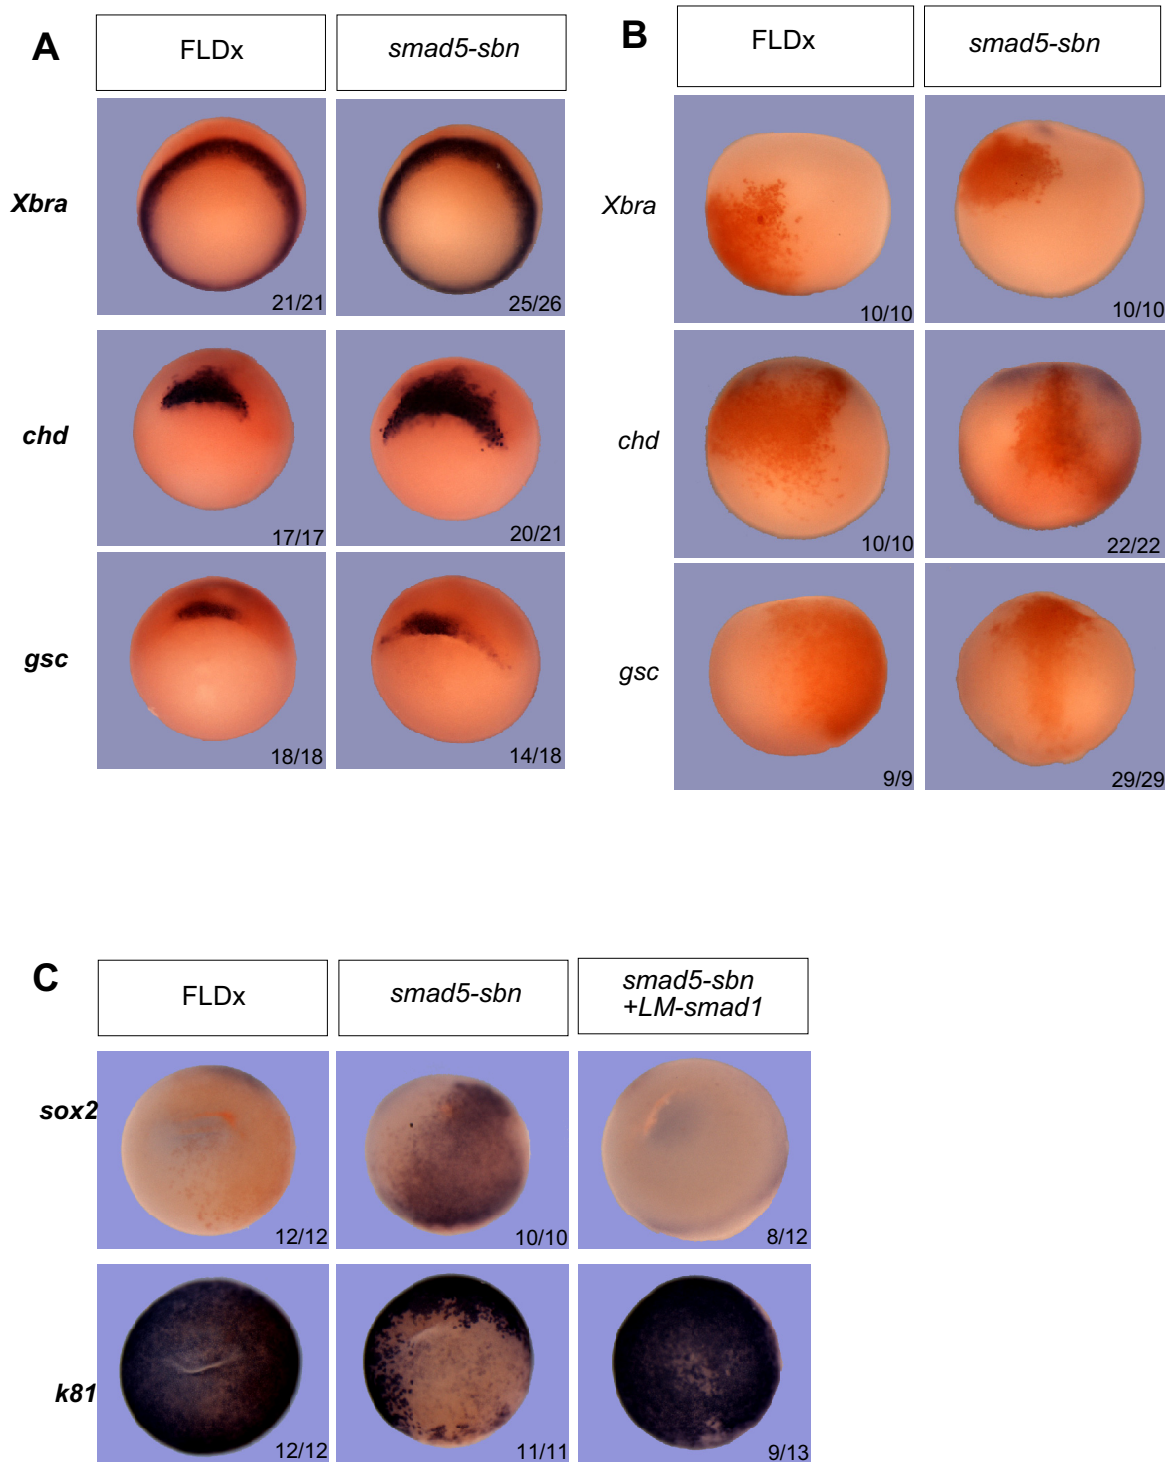 A
FLDx
smad5-sbn
Xbra
21/21
25/26
chd
17/17
20/21
gsc
18/18
14/18
B
FLDx
smad5-sbn
Xbra
10/10
10/10
chd
10/10
22/22
gsc
9/9
29/29
C
FLDx
smad5-sbn
smad5-sbn
+LM-smad1
sox2
12/12
10/10
8/12
k81
12/12
11/11
9/13